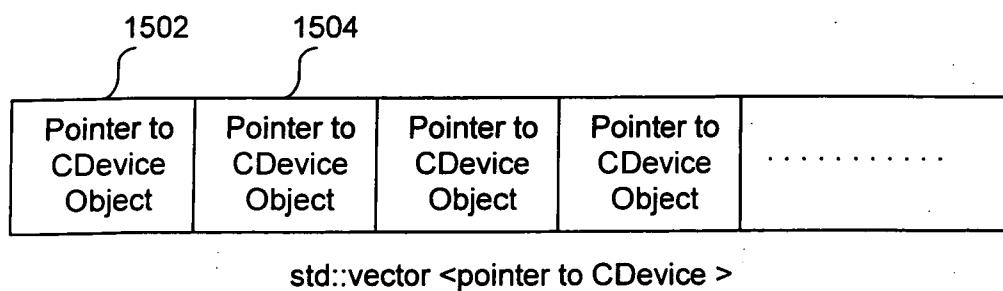 1502
1504
Pointer to CDevice Object
Pointer to CDevice Object
Pointer to CDevice Object
Pointer to CDevice Object
...........
std::vector <pointer to CDevice >